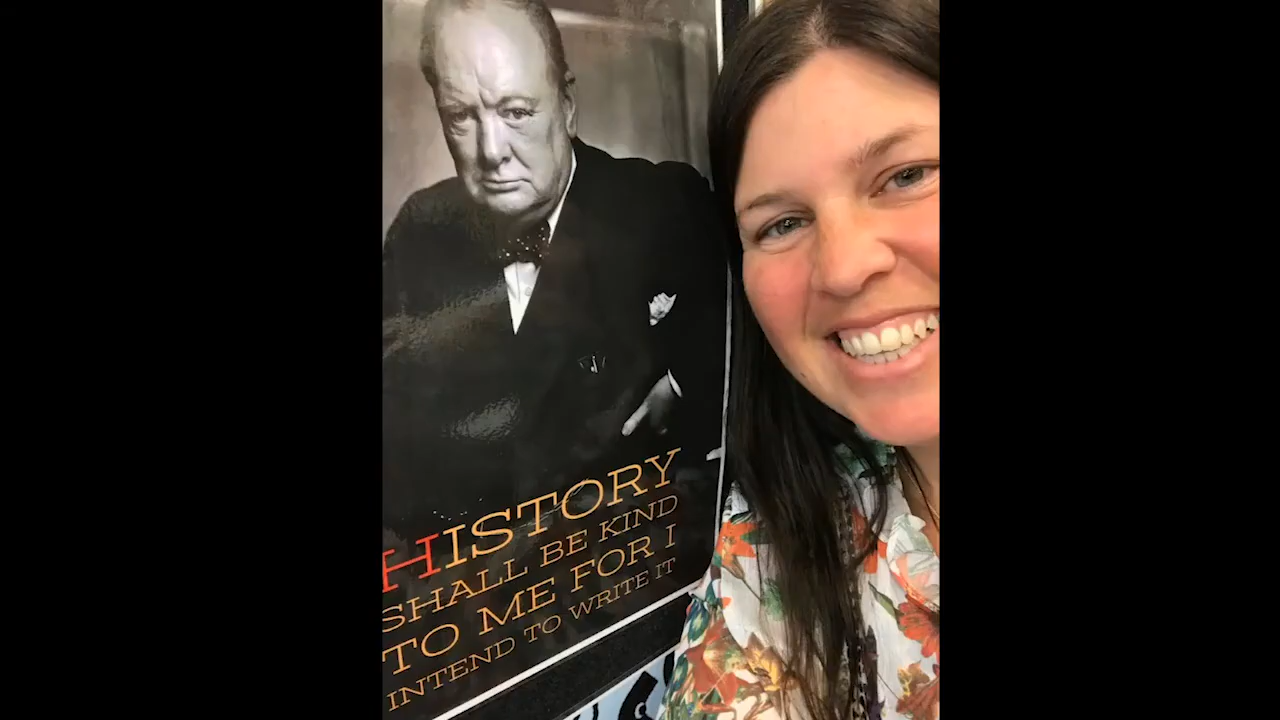 HISTORY
SHALL BE KIND
TO ME FOR I
INTEND TO WRITE IT